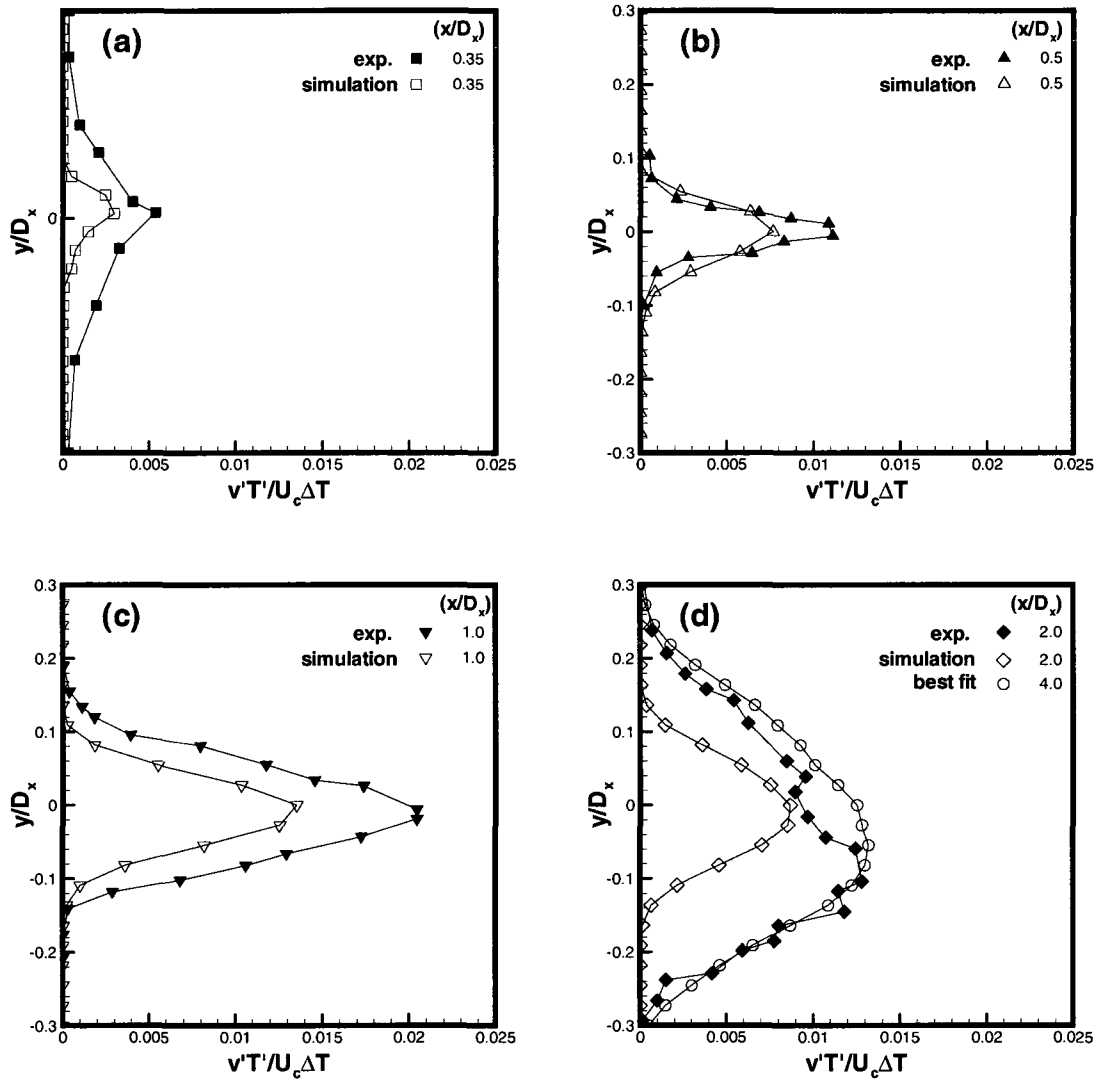 (a)
(x/Dx)
exp. 0.35
simulation 0.35
y/Dx
0
0 0.005 0.01 0.015 0.02 0.025
v'T'/UcΔT
(b)
(x/Dx)
exp. 0.5
simulation 0.5
y/Dx
0.3
0.2
0.1
0
-0.1
-0.2
-0.3
0 0.005 0.01 0.015 0.02 0.025
v'T'/UcΔT
(c)
(x/Dx)
exp. 1.0
simulation 1.0
y/Dx
0.3
0.2
0.1
0
-0.1
-0.2
-0.3
0 0.005 0.01 0.015 0.02 0.025
v'T'/UcΔT
(d)
(x/Dx)
exp. 2.0
simulation 2.0
best fit 4.0
y/Dx
0.3
0.2
0.1
0
-0.1
-0.2
-0.3
0 0.005 0.01 0.015 0.02 0.025
v'T'/UcΔT